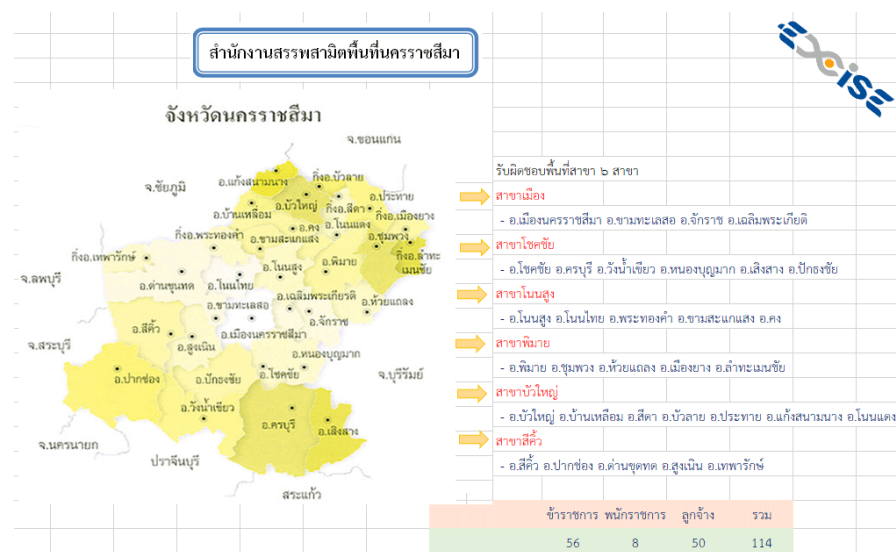 สำนักงานสรรพสามิตพื้นที่นครราชสีมา
EXCISE
จังหวัดนครราชสีมา
จ.ขอนแก่น
จ.ชัยภูมิ
อ.แก้งสนามนาง
กิ่งอ.บัวลาย
อ.ประทาย
อ.บัวใหญ่
กิ่งอ.สีดา
อ.บ้านเหลื่อม
กิ่งอ.เมืองยาง
อ.คง
อ.โนนแดง
กิ่งอ.พระทองคำ
อ.ขามสะแกแสง
อ.ชุมพวง
กิ่งอ.เทพารักษ์
กิ่งอ.ลำทะ
เมนชัย
อ.พิมาย
อ.โนนสูง
จ.ลพบุรี
อ.ด่านขุนทด
อ.โนนไทย
อ.เฉลิมพระเกียรติ
อ.ห้วยแถลง
อ.ขามทะเลสอ
อ.จักราช
อ.สีคิ้ว
อ.เมืองนครราชสีมา
จ.สระบุรี
อ.สูงเนิน
อ.หนองบุญมาก
อ.ปากช่อง
อ.ปักธงชัย
อ.โชคชัย
จ.บุรีรัมย์
อ.วังน้ำเขียว
อ.ครบุรี
อ.เสิงสาง
จ.นครนายก
ปราจีนบุรี
สระแก้ว
รับผิดชอบพื้นที่สาขา ๖ สาขา
สาขาเมือง
- อ.เมืองนครราชสีมา อ.ขามทะเลสอ อ.จักราช อ.เฉลิมพระเกียติ
สาขาโชคชัย
- อ.โชคชัย อ.ครบุรี อ.วังน้ำเขียว อ.หนองบุญมาก อ.เสิงสาง อ.ปักธงชัย
สาขาโนนสูง
- อ.โนนสูง อ.โนนไทย อ.พระทองคำ อ.ขามสะแกแสง อ.คง
สาขาพิมาย
- อ.พิมาย อ.ชุมพวง อ.ห้วยแถลง อ.เมืองยาง อ.ลำทะเมนชัย
สาขาบัวใหญ่
- อ.บัวใหญ่ อ.บ้านเหลื่อม อ.สีดา อ.บัวลาย อ.ประทาย อ.แก้งสนามนาง อ.โนนแดง
สาขาสีคิ้ว
- อ.สีคิ้ว อ.ปากช่อง อ.ด่านขุดทด อ.สูงเนิน อ.เทพารักษ์
ข้าราชการ พนักราชการ ลูกจ้าง รวม
56 8 50 114